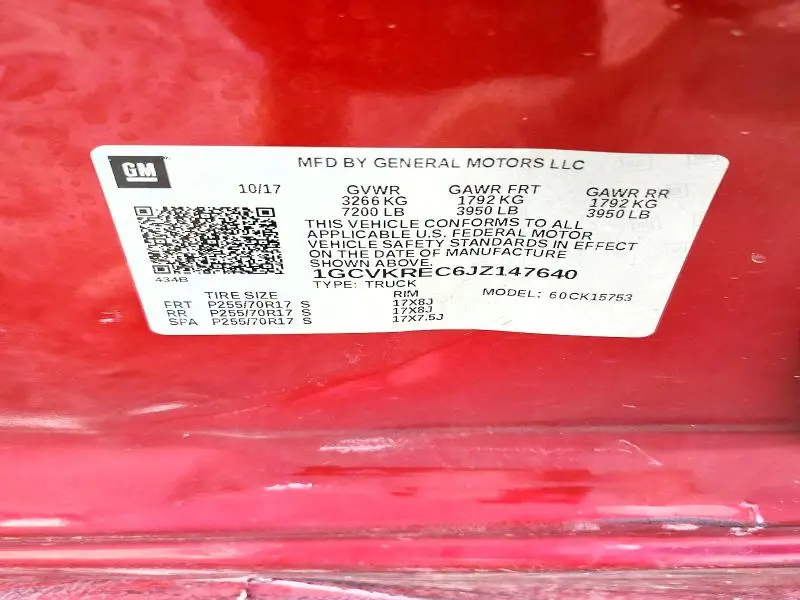 GM
MFD BY GENERAL MOTORS LLC
10/17 GVWR GAWR FRT GAWR RR
3266 KG 1792 KG 1792 KG
7200 LB 3950 LB 3950 LB
THIS VEHICLE CONFORMS TO ALL
APPLICABLE U.S. FEDERAL MOTOR
VEHICLE SAFETY STANDARDS IN EFFECT
ON THE DATE OF MANUFACTURE
SHOWN ABOVE.
434B
1GCVKREC6JZ147640
TYPE: TRUCK
MODEL: 60CK15753
TIRE SIZE RIM
FRT P255/70R17 S 17X8J
RR P255/70R17 S 17X8J
SPA P255/70R17 S 17X7.5J